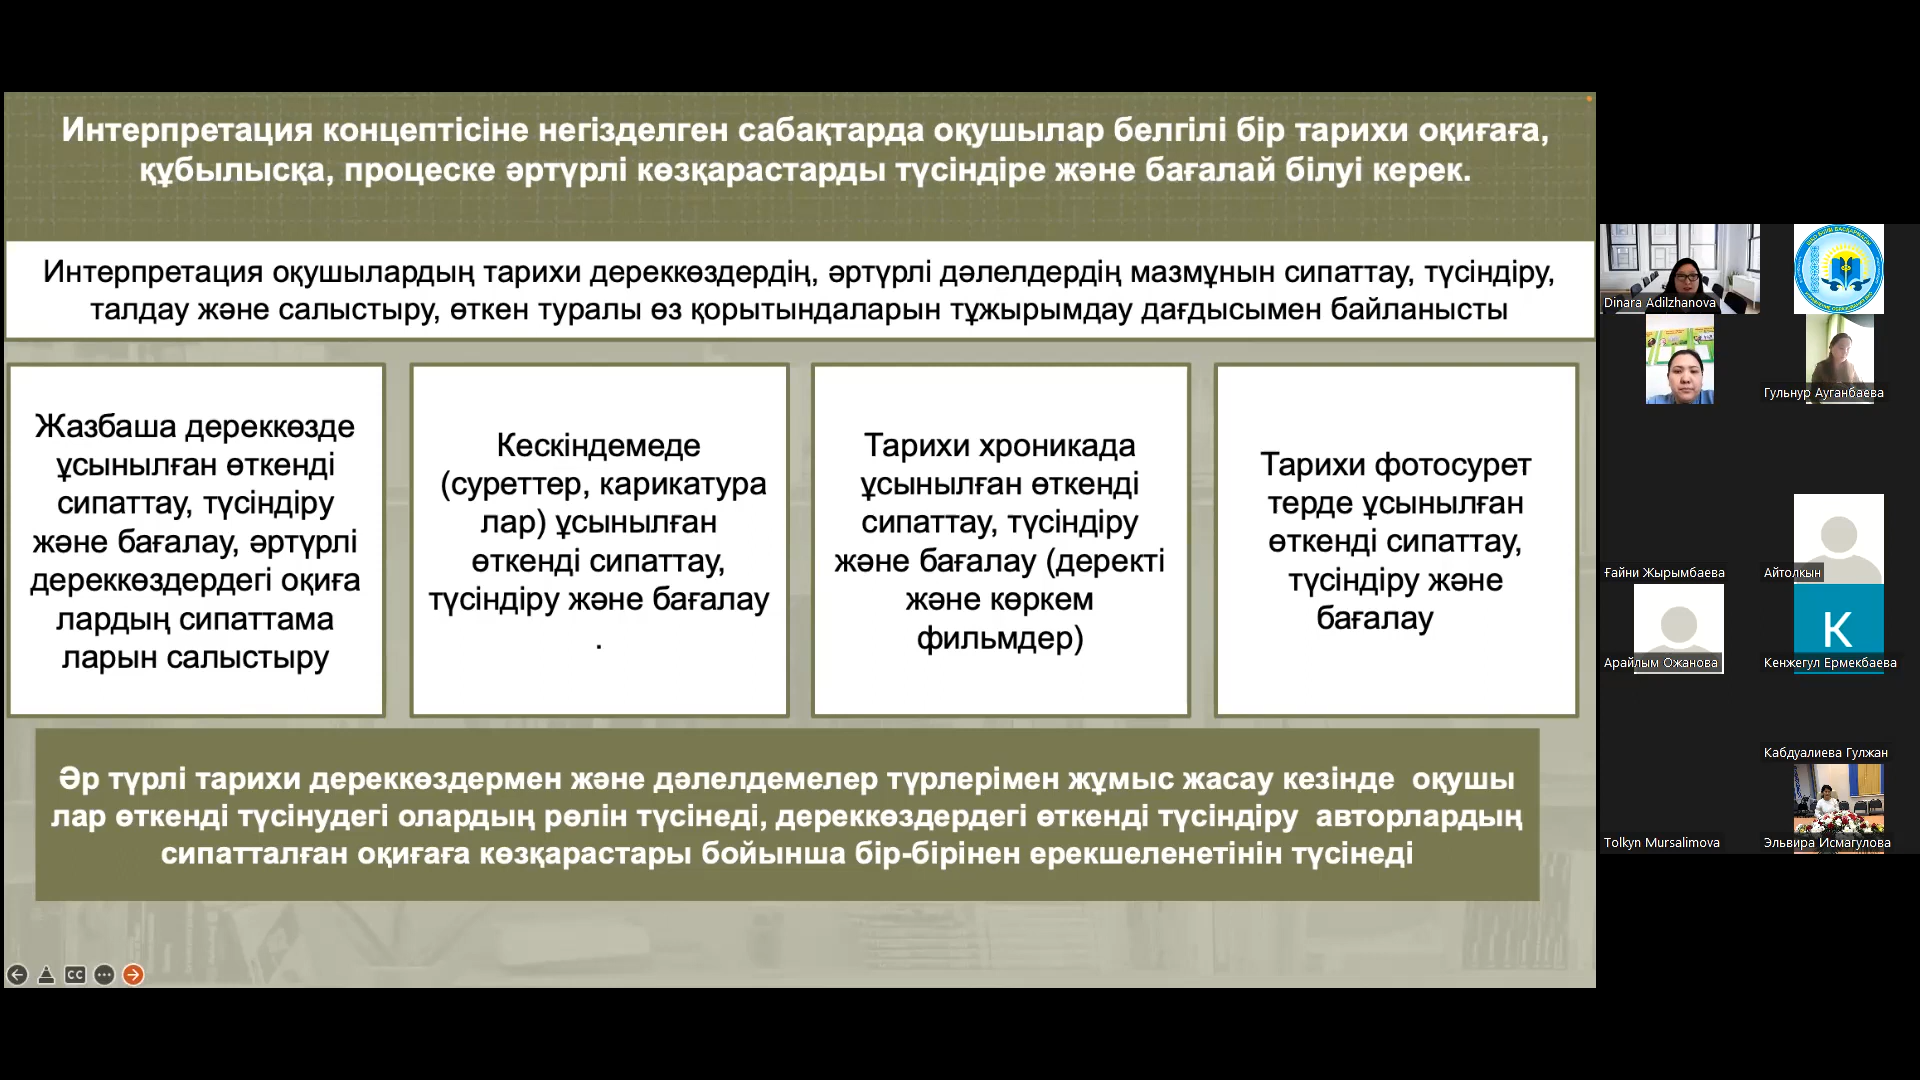 Интерпретация концептісіне негізделген сабақтарда оқушылар белгілі бір тарихи оқиғаға,
құбылысқа, процеске әртүрлі көзқарастарды түсіндіре және бағалай білуі керек.
Интерпретация оқушылардың тарихи дереккөздердің, әртүрлі дәлелдердің мазмұнын сипаттау, түсіндіру,
талдау және салыстыру, өткен туралы өз қорытындаларын тұжырымдау дағдысымен байланысты
Жазбаша дереккөзде
ұсынылған өткенді
сипаттау, түсіндіру
және бағалау, әртүрлі
дереккөздердегі оқиға
лардың сипаттама
ларын салыстыру
Кескіндемеде
(суреттер, карикатура
лар) ұсынылған
өткенді сипаттау,
түсіндіру және бағалау
.
Тарихи хроникада
ұсынылған өткенді
сипаттау, түсіндіру
және бағалау (деректі
және көркем
фильмдер)
Тарихи фотосурет
терде ұсынылған
өткенді сипаттау,
түсіндіру және
бағалау
Әр түрлі тарихи дереккөздермен және дәлелдемелер түрлерімен жұмыс жасау кезінде  оқушы
лар өткенді түсінудегі олардың рөлін түсінеді, дереккөздердегі өткенді түсіндіру  авторлардың
сипатталған оқиғаға көзқарастары бойынша бір-бірінен ерекшеленетінін түсінеді
CC
Dinara Adilzhanova
Гульнур Ауганбаева
Ғайни Жырымбаева
Айтолкын
Арайлым Ожанова
К
Кенжегул Ермекбаева
Кабдуалиева Гулжан
Tolkyn Mursalimova
Эльвира Исмагулова